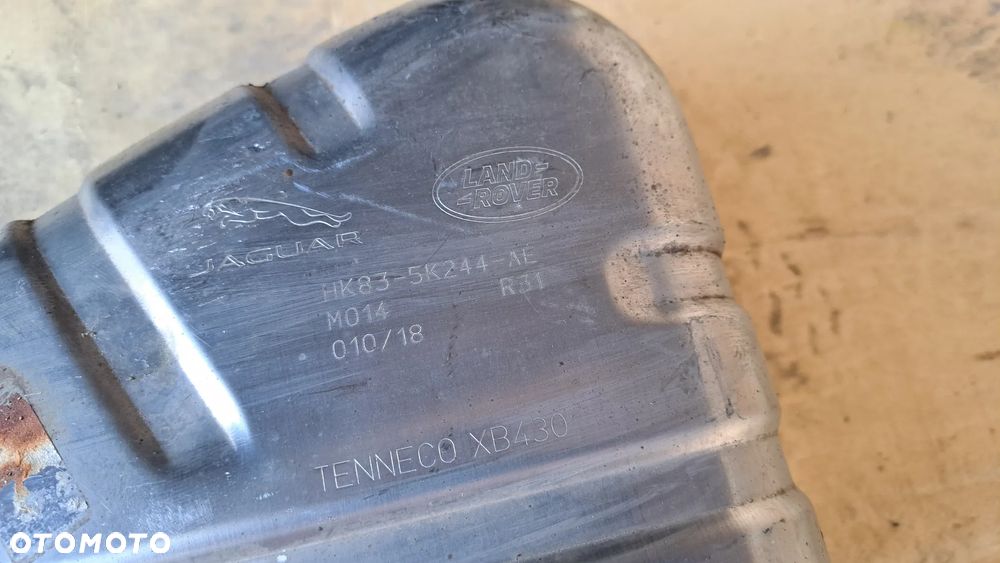 JAGUAR
LAND-
-ROVER
HK83-5K244-AE
M014 R31
010/18
TENNECO XB430
OTOMOTO